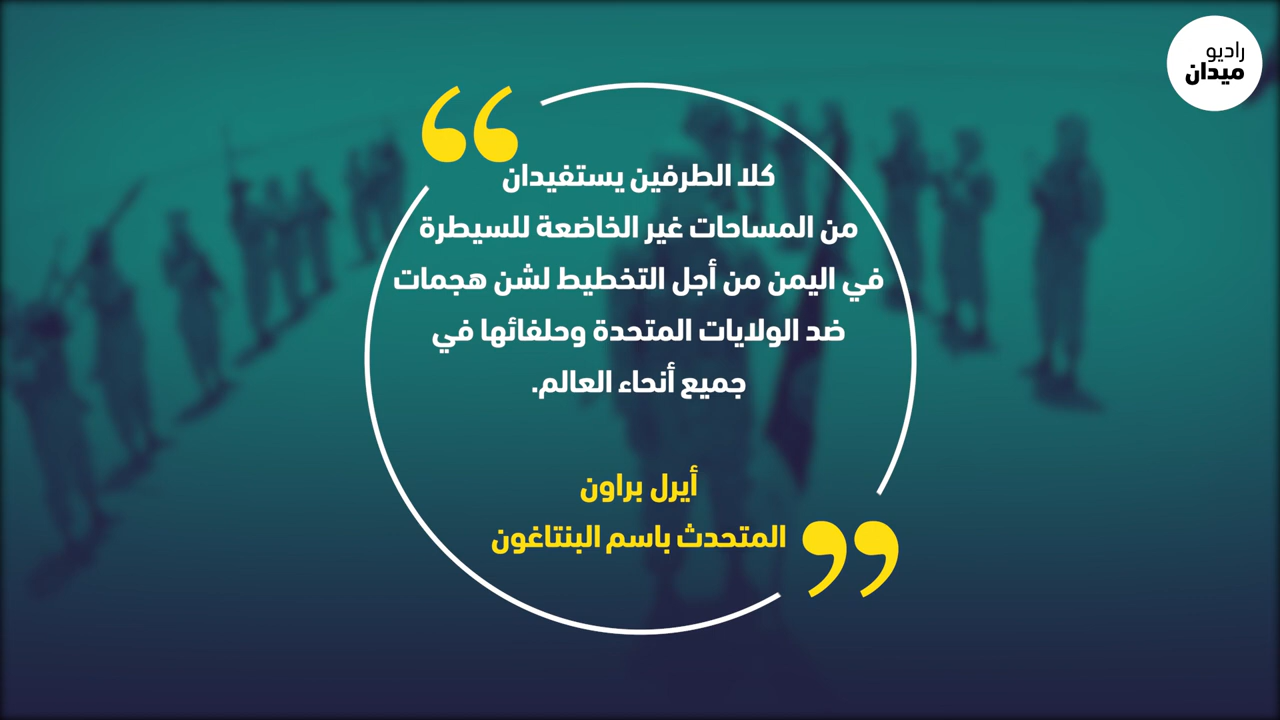 راديو
ميدان
كلا الطرفين يستفيدان
من المساحات غير الخاضعة للسيطرة
في اليمن من أجل التخطيط لشن هجمات
ضد الولايات المتحدة وحلفائها في
جميع أنحاء العالم.
أيرل براون
المتحدث باسم البنتاغون